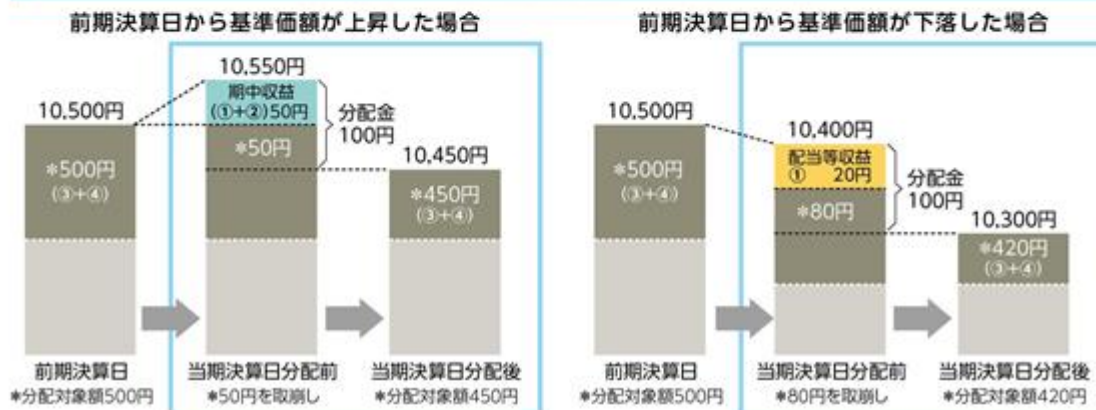 前期決算日から基準価額が上昇した場合
10,550円
10,500円
期中収益
(①+②)50円
分配金
100円
*500円
(③+④)
*50円
10,450円
*450円
(③+④)
前期決算日
*分配対象額500円
当期決算日分配前
*50円を取崩し
当期決算日分配後
*分配対象額450円
前期決算日から基準価額が下落した場合
10,500円
10,400円
配当等収益
① 20円
分配金
100円
*500円
(③+④)
*80円
10,300円
*420円
(③+④)
前期決算日
*分配対象額500円
当期決算日分配前
*80円を取崩し
当期決算日分配後
*分配対象額420円